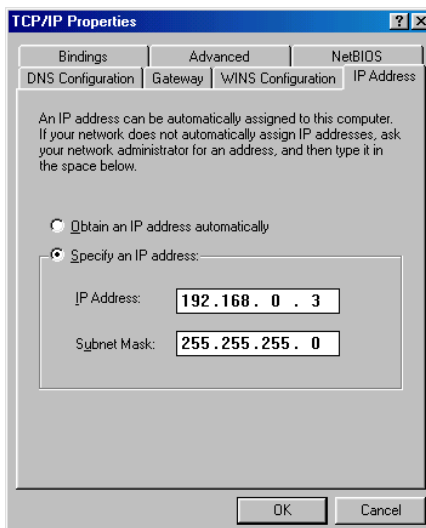 TCP/IP Properties
Bindings Advanced NetBIOS
DNS Configuration Gateway WINS Configuration IP Address
An IP address can be automatically assigned to this computer.
If your network does not automatically assign IP addresses, ask
your network administrator for an address, and then type it in
the space below.
Obtain an IP address automatically
Specify an IP address:
IP Address: 192.168. 0 . 3
Subnet Mask: 255.255.255. 0
OK Cancel